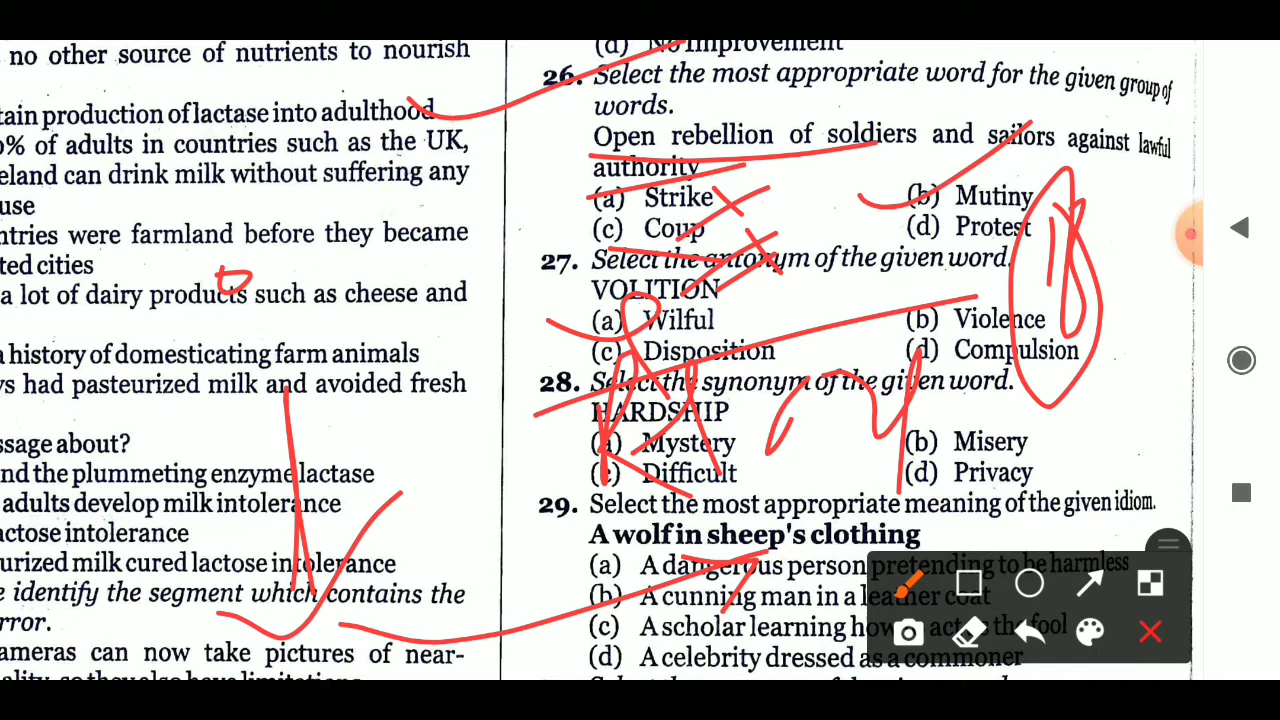 no other source of nutrients to nourish
tain production of lactase into adulthood
0% of adults in countries such as the UK,
eland can drink milk without suffering any
use
ntries were farmland before they became
ted cities
a lot of dairy products such as cheese and
a history of domesticating farm animals
ys had pasteurized milk and avoided fresh
ssage about?
nd the plummeting enzyme lactase
adults develop milk intolerance
actose intolerance
urized milk cured lactose intolerance
e identify the segment which contains the
rror.
ameras can now take pictures of near-
(d) No improvement
26. Select the most appropriate word for the given group of
words.
Open rebellion of soldiers and sailors against lawful
authority
(a) Strike (b) Mutiny
(c) Coup (d) Protest
27. Select the antonym of the given word.
VOLITION
(a) Wilful (b) Violence
(c) Disposition (d) Compulsion
28. Select the synonym of the given word.
HARDSHIP
(a) Mystery (b) Misery
(c) Difficult (d) Privacy
29. Select the most appropriate meaning of the given idiom.
A wolf in sheep's clothing
(a) A dangerous person pretending to be harmless
(b) A cunning man in a leather coat
(c) A scholar learning how acts the fool
(d) A celebrity dressed as a commoner
18